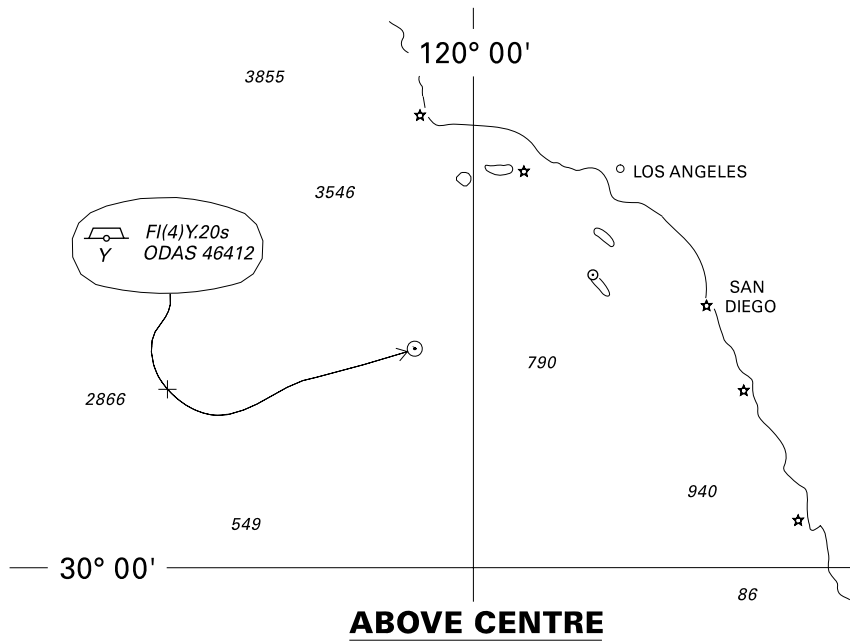 120° 00'
3855
LOS ANGELES
3546
Fl(4)Y.20s
Y ODAS 46412
SAN
DIEGO
790
2866
940
549
30° 00'
86
ABOVE CENTRE